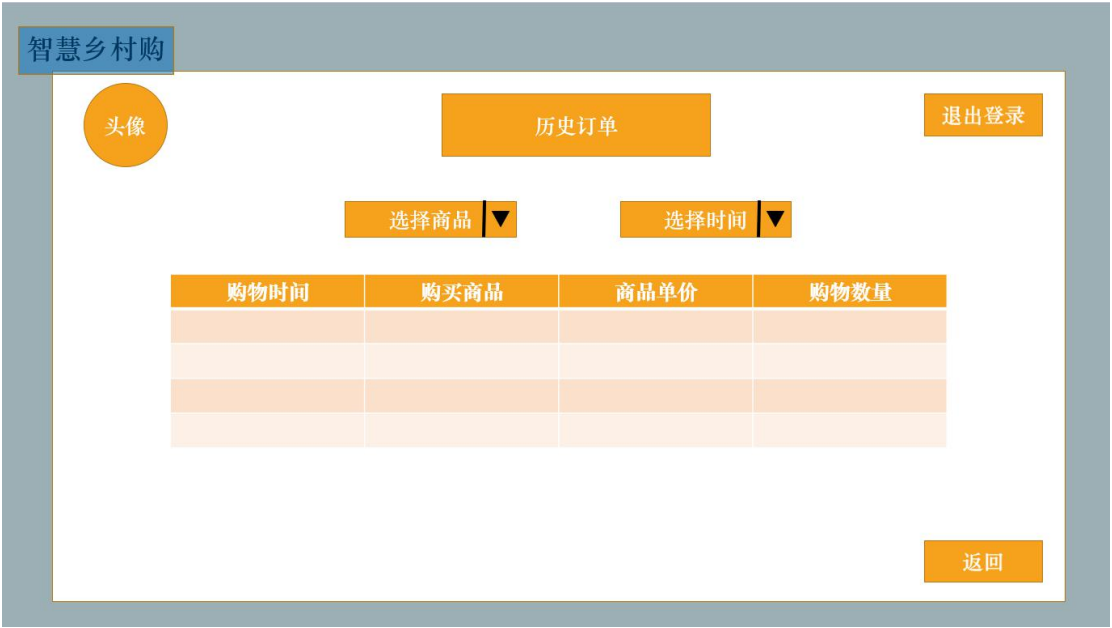 智慧乡村购
头像
历史订单
退出登录
选择商品
选择时间
购物时间 购买商品 商品单价 购物数量
返回